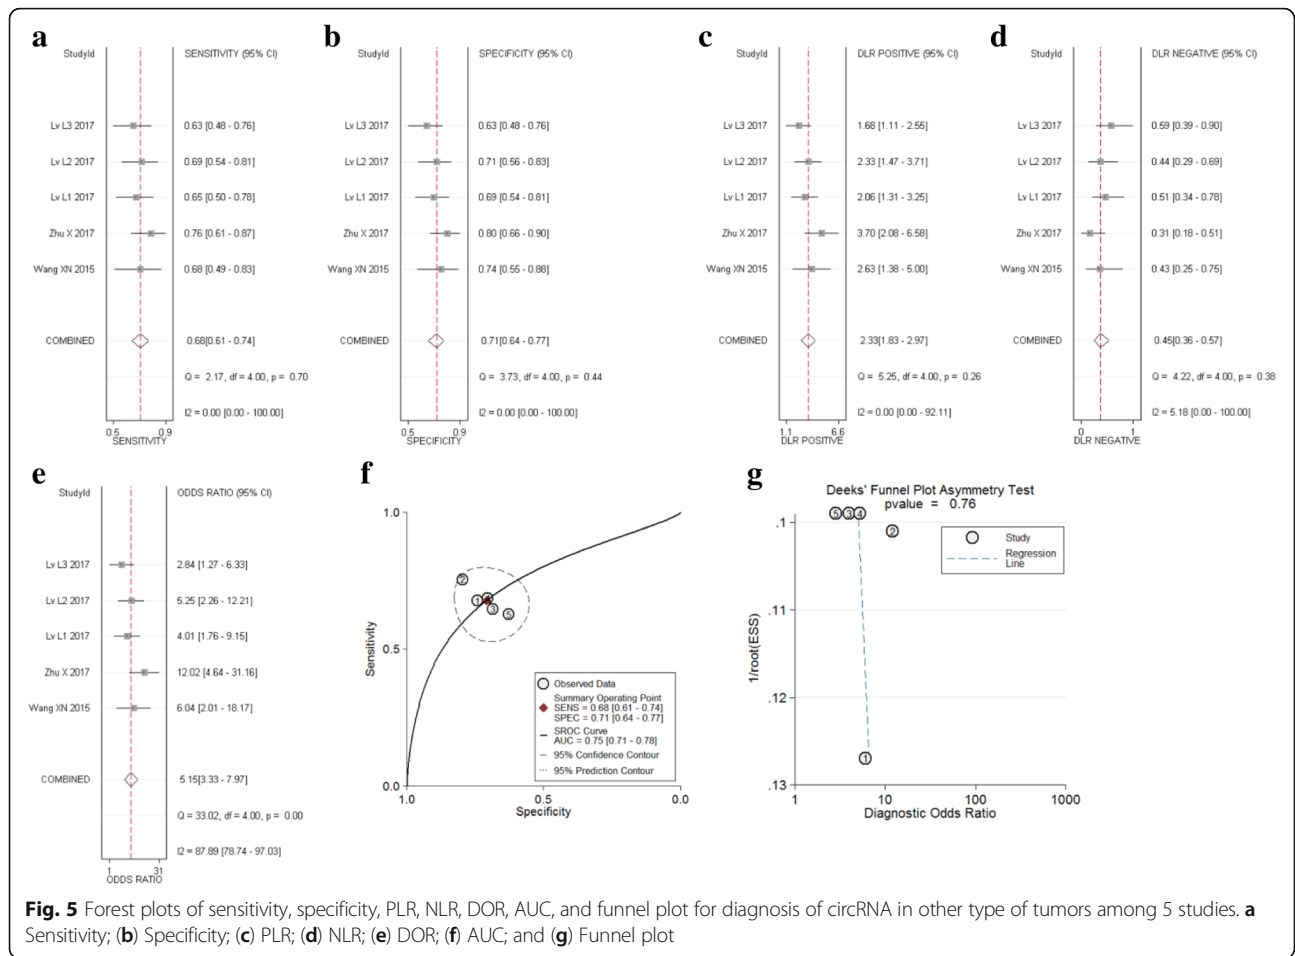 a
StudyId
SENSITIVITY (95% CI)
Lv L3 2017
0.63 [0.48 - 0.76]
Lv L2 2017
0.69 [0.54 - 0.81]
Lv L1 2017
0.65 [0.50 - 0.78]
Zhu X 2017
0.76 [0.61 - 0.87]
Wang XN 2015
0.68 [0.49 - 0.83]
COMBINED
0.68[0.61 - 0.74]
Q = 2.17, df = 4.00, p = 0.70
I2 = 0.00 [0.00 - 100.00]
0.5
0.9
SENSITIVITY
b
StudyId
SPECIFICITY (95% CI)
Lv L3 2017
0.63 [0.48 - 0.76]
Lv L2 2017
0.71 [0.56 - 0.83]
Lv L1 2017
0.69 [0.54 - 0.81]
Zhu X 2017
0.80 [0.66 - 0.90]
Wang XN 2015
0.74 [0.55 - 0.88]
COMBINED
0.71[0.64 - 0.77]
Q = 3.73, df = 4.00, p = 0.44
I2 = 0.00 [0.00 - 100.00]
0.5
0.9
SPECIFICITY
c
StudyId
DLR POSITIVE (95% CI)
Lv L3 2017
1.68 [1.11 - 2.55]
Lv L2 2017
2.33 [1.47 - 3.71]
Lv L1 2017
2.06 [1.31 - 3.25]
Zhu X 2017
3.70 [2.08 - 6.58]
Wang XN 2015
2.63 [1.38 - 5.00]
COMBINED
2.33[1.83 - 2.97]
Q = 5.25, df = 4.00, p = 0.26
I2 = 0.00 [0.00 - 92.11]
1.1
6.6
DLR POSITIVE
d
StudyId
DLR NEGATIVE (95% CI)
Lv L3 2017
0.59 [0.39 - 0.90]
Lv L2 2017
0.44 [0.29 - 0.69]
Lv L1 2017
0.51 [0.34 - 0.78]
Zhu X 2017
0.31 [0.18 - 0.51]
Wang XN 2015
0.43 [0.25 - 0.75]
COMBINED
0.45[0.36 - 0.57]
Q = 4.22, df = 4.00, p = 0.38
I2 = 5.18 [0.00 - 100.00]
0
1
DLR NEGATIVE
e
StudyId
ODDS RATIO (95% CI)
Lv L3 2017
2.84 [1.27 - 6.33]
Lv L2 2017
5.25 [2.26 - 12.21]
Lv L1 2017
4.01 [1.76 - 9.15]
Zhu X 2017
12.02 [4.64 - 31.16]
Wang XN 2015
6.04 [2.01 - 18.17]
COMBINED
5.15[3.33 - 7.97]
Q = 33.02, df = 4.00, p = 0.00
I2 = 87.89 [78.74 - 97.03]
1
31
ODDS RATIO
f
1.0
0.5
0.0
Sensitivity
2
1
3
5
Observed Data
Summary Operating Point
SENS = 0.68 [0.61 - 0.74]
SPEC = 0.71 [0.64 - 0.77]
SROC Curve
AUC = 0.75 [0.71 - 0.78]
95% Confidence Contour
95% Prediction Contour
1.0
0.5
0.0
Specificity
g
Deeks' Funnel Plot Asymmetry Test
pvalue = 0.76
.1
.11
.12
.13
1/root(ESS)
5
3
4
2
1
Study
Regression
Line
1
10
100
1000
Diagnostic Odds Ratio
Fig. 5 Forest plots of sensitivity, specificity, PLR, NLR, DOR, AUC, and funnel plot for diagnosis of circRNA in other type of tumors among 5 studies. a
Sensitivity; (b) Specificity; (c) PLR; (d) NLR; (e) DOR; (f) AUC; and (g) Funnel plot